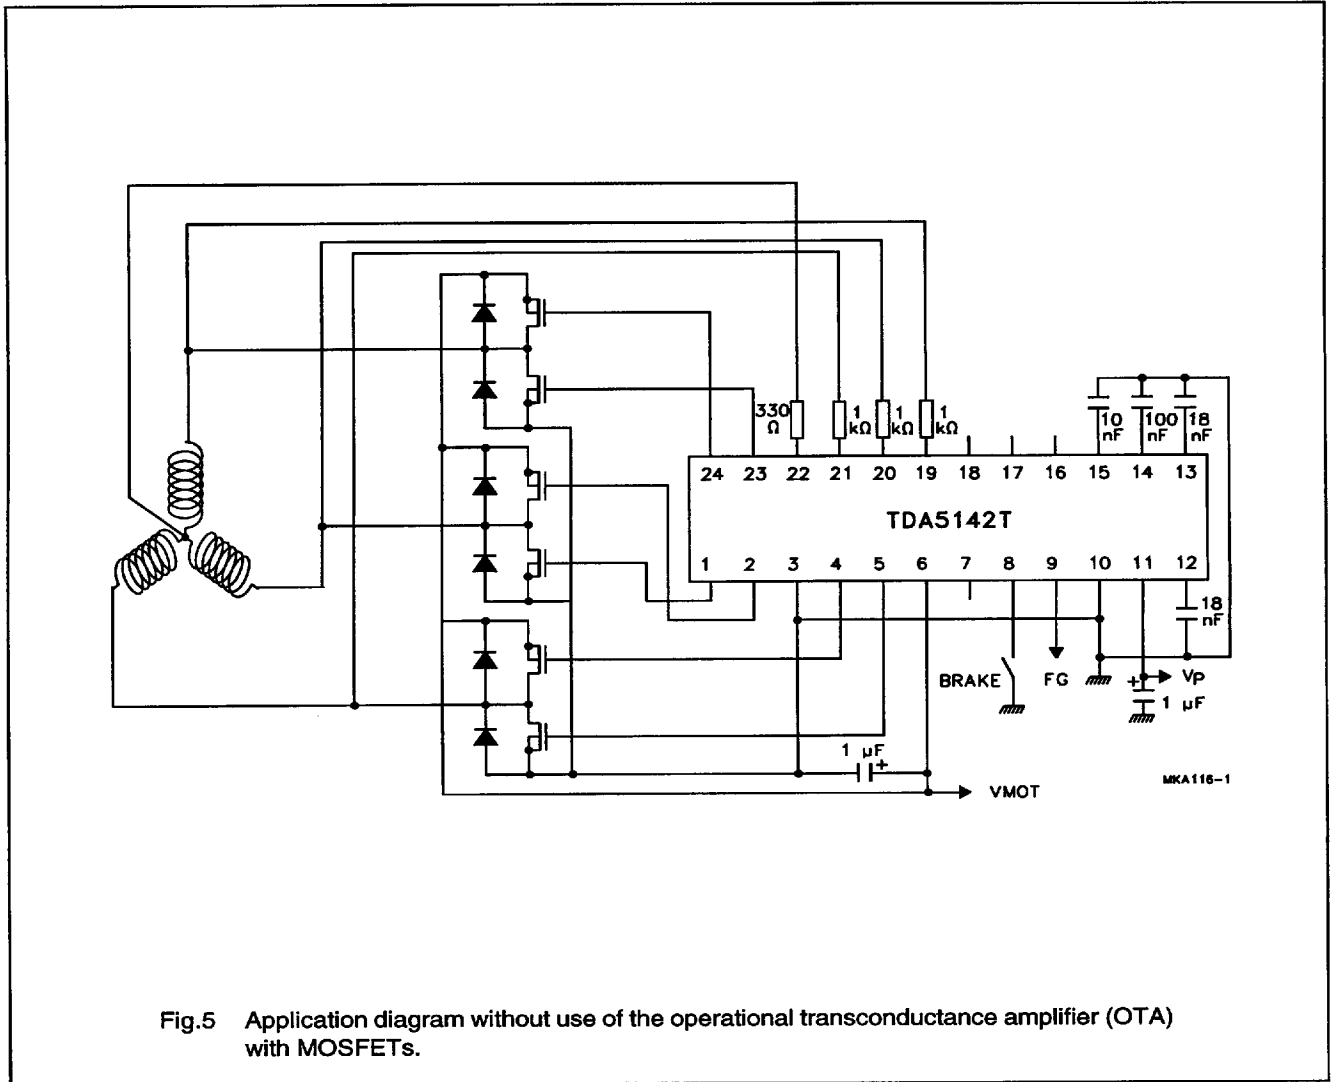 330 Ω
1 kΩ
1 kΩ
1 kΩ
10 nF
100 nF
18 nF
24 23 22 21 20 19 18 17 16 15 14 13
TDA5142T
1 2 3 4 5 6 7 8 9 10 11 12
18 nF
BRAKE
FG
+
VP
1 μF
1 μF
+
VMOT
MKA116-1
Fig.5 Application diagram without use of the operational transconductance amplifier (OTA)
with MOSFETs.